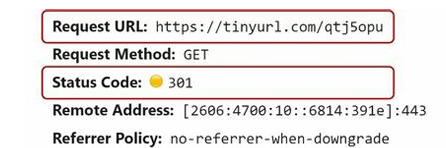 Request URL: https://tinyurl.com/qtj5opu
Request Method: GET
Status Code: 301
Remote Address: [2606:4700:10::6814:391e]:443
Referrer Policy: no-referrer-when-downgrade